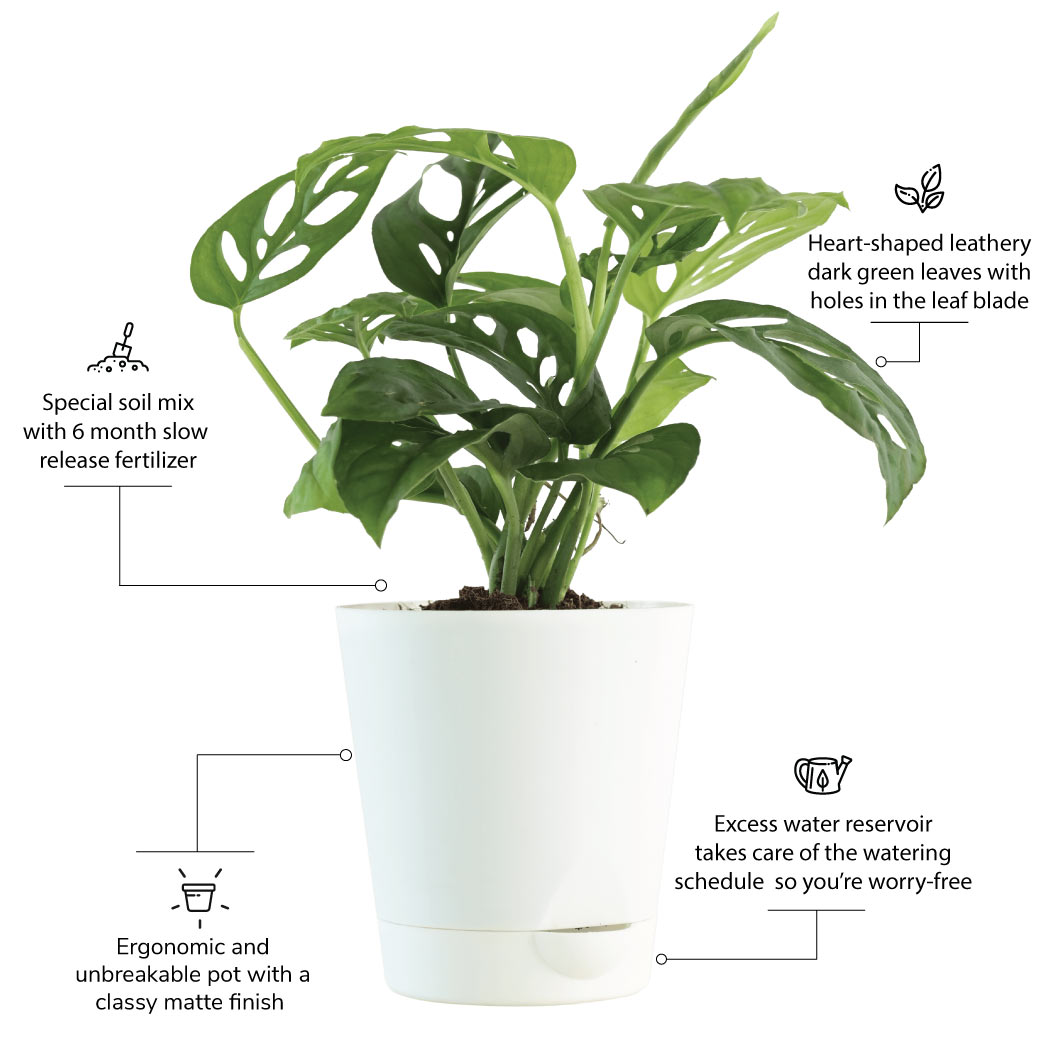 Heart-shaped leathery
dark green leaves with
holes in the leaf blade
Special soil mix
with 6 month slow
release fertilizer
Excess water reservoir
takes care of the watering
schedule so you're worry-free
Ergonomic and
unbreakable pot with a
classy matte finish